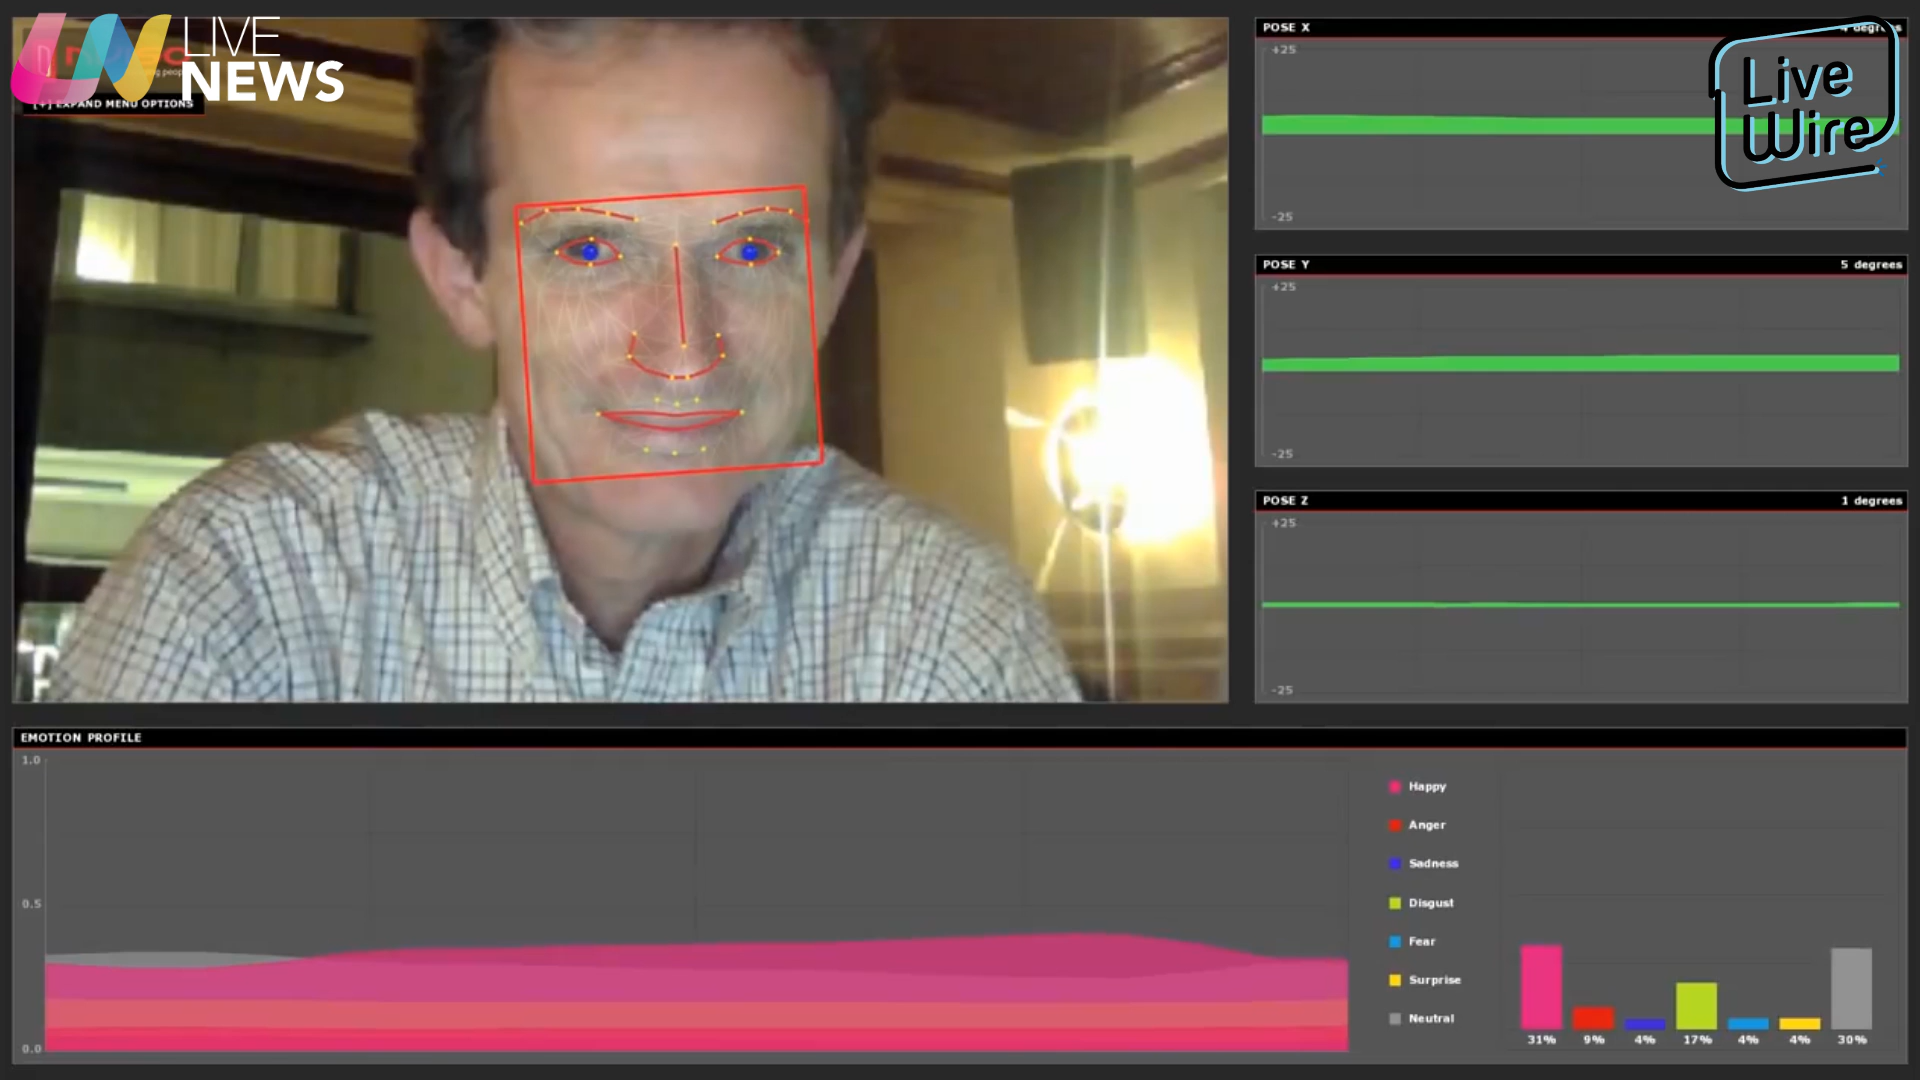 LIVE
NEWS
[+] EXPAND MENU OPTIONS
POSE X
4 degrees
+25
-25
Live
Wire
POSE Y
5 degrees
+25
-25
POSE Z
1 degrees
+25
-25
EMOTION PROFILE
1.0
0.5
0.0
Happy
Anger
Sadness
Disgust
Fear
Surprise
Neutral
31% 9% 4% 17% 4% 4% 30%